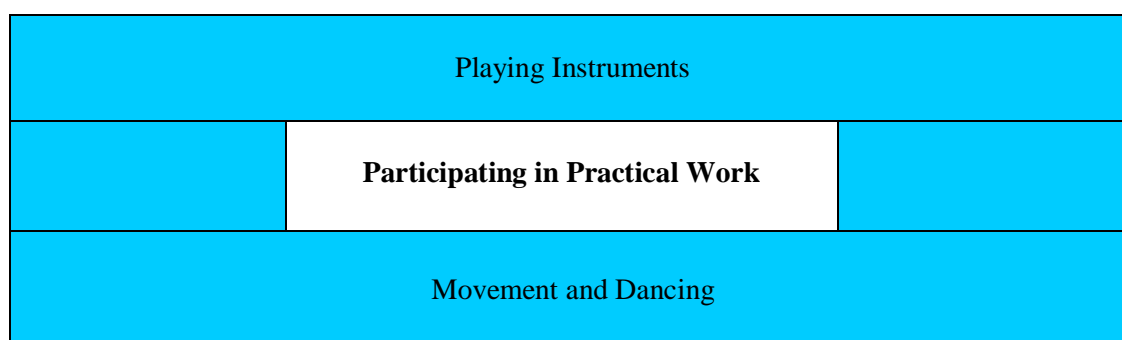 Playing Instruments
Participating in Practical Work
Movement and Dancing